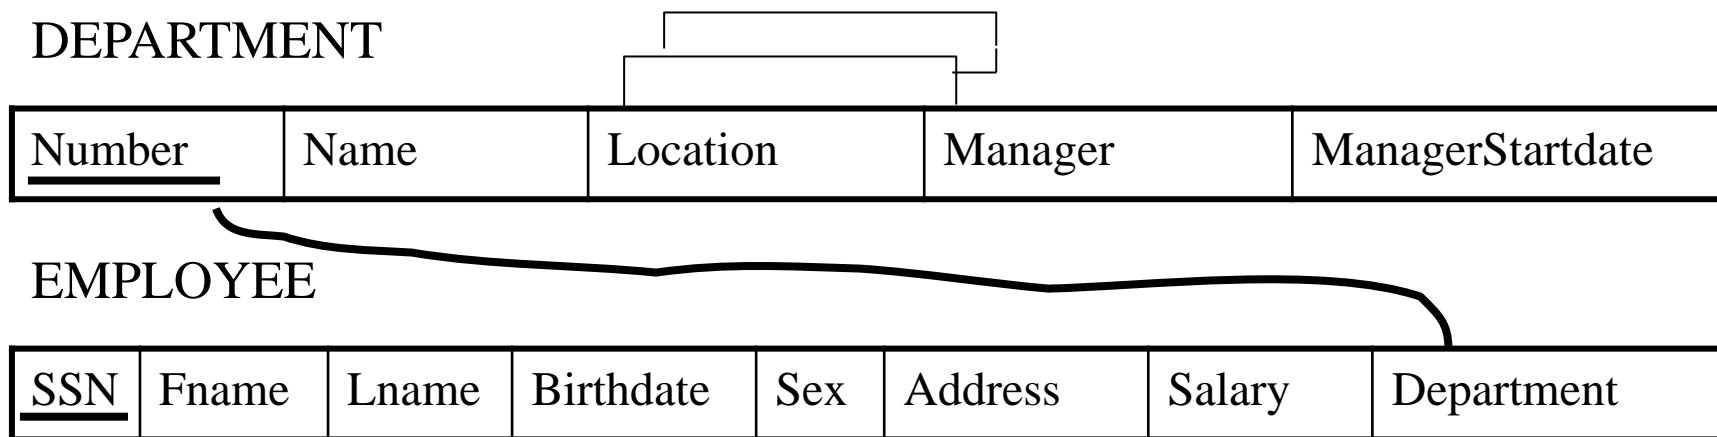 DEPARTMENT
Number Name Location Manager ManagerStartdate
EMPLOYEE
SSN Fname Lname Birthdate Sex Address Salary Department